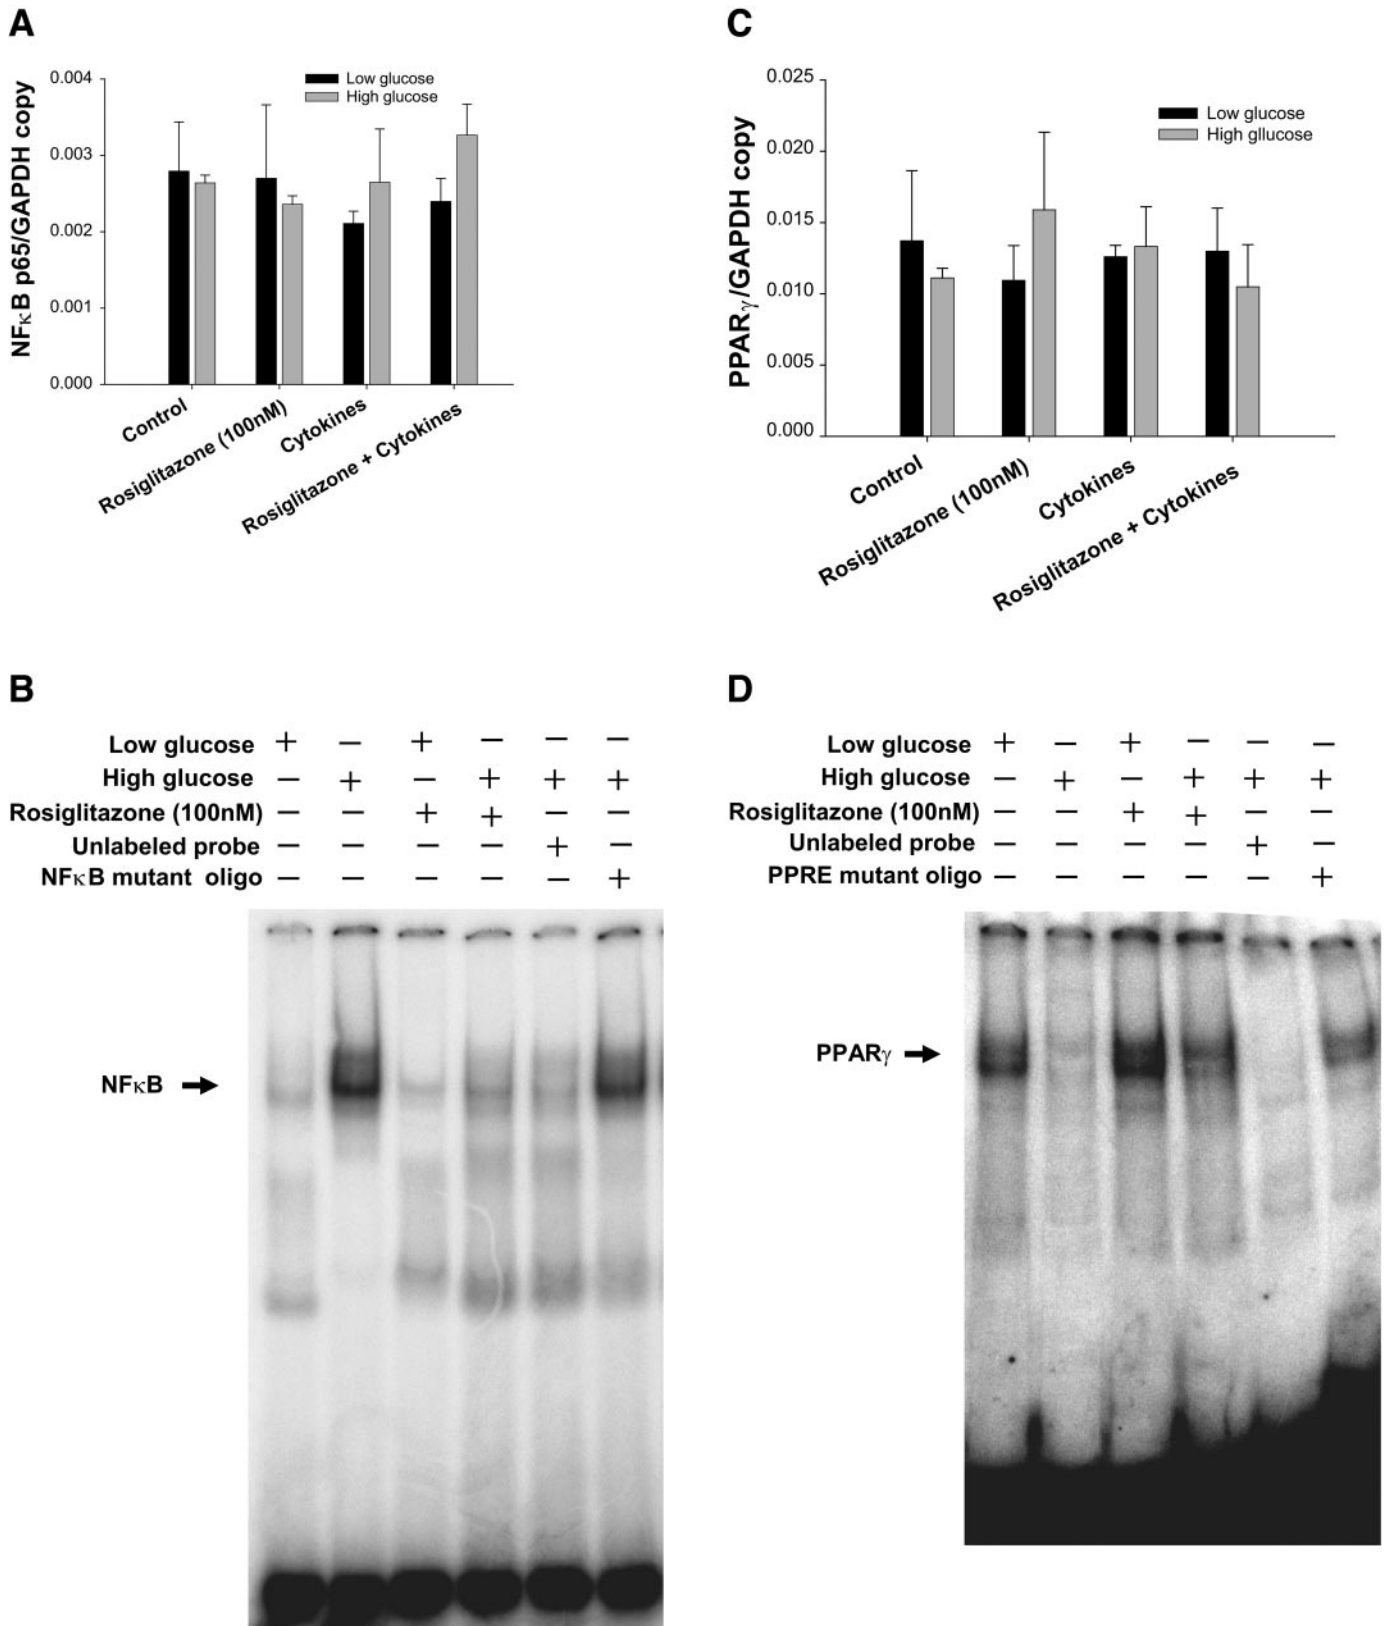 A
NFκB p65/GAPDH copy
0.004
0.003
0.002
0.001
0.000
Low glucose
High glucose
Control
Rosiglitazone (100nM)
Cytokines
Rosiglitazone + Cytokines
C
PPARγ/GAPDH copy
0.025
0.020
0.015
0.010
0.005
0.000
Low glucose
High gllucose
Control
Rosiglitazone (100nM)
Cytokines
Rosiglitazone + Cytokines
B
Low glucose + − + − − −
High glucose − + − + + +
Rosiglitazone (100nM) − − + + − −
Unlabeled probe − − − − + −
NFκB mutant oligo − − − − − +
NFκB
D
Low glucose + − + − − −
High glucose − + − + + +
Rosiglitazone (100nM) − − + + − −
Unlabeled probe − − − − + −
PPRE mutant oligo − − − − − +
PPARγ